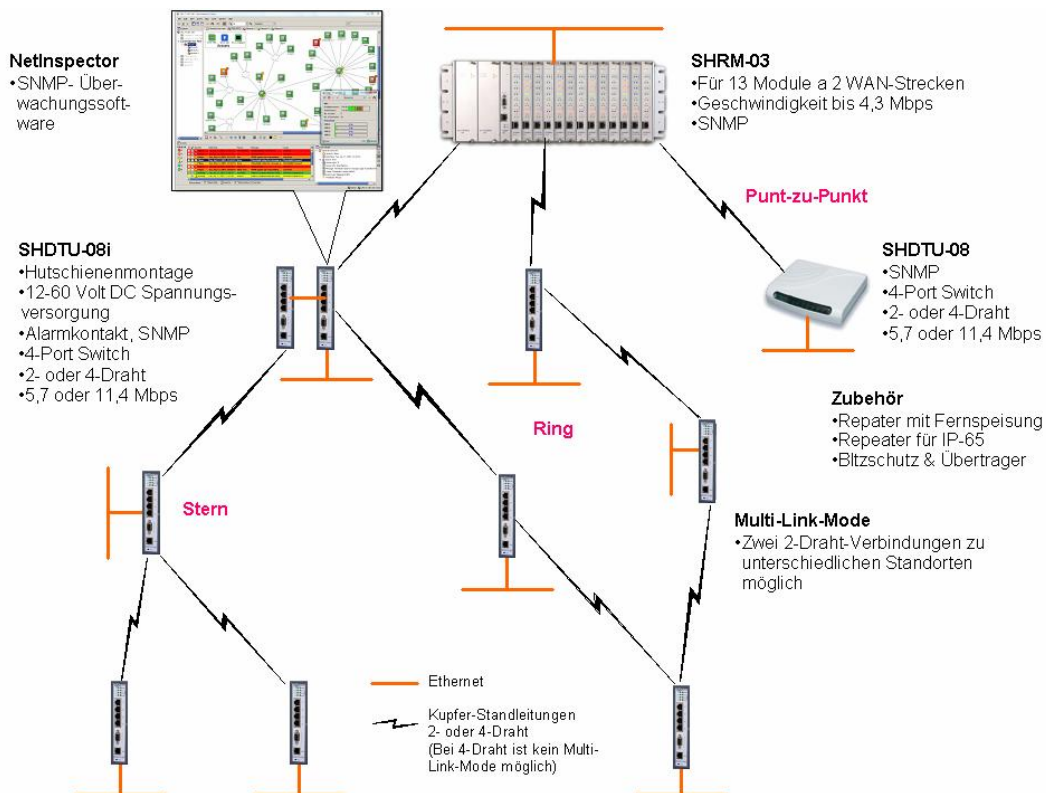 NetInspector
•SNMP- Über-
wachungssoft-
ware
SHRM-03
•Für 13 Module a 2 WAN-Strecken
•Geschwindigkeit bis 4,3 Mbps
•SNMP
Punt-zu-Punkt
SHDTU-08i
•Hutschienenmontage
•12-60 Volt DC Spannungs-
versorgung
•Alarmkontakt, SNMP
•4-Port Switch
•2- oder 4-Draht
•5,7 oder 11,4 Mbps
SHDTU-08
•SNMP
•4-Port Switch
•2- oder 4-Draht
•5,7 oder 11,4 Mbps
Zubehör
•Repater mit Fernspeisung
•Repeater für IP-65
•Bltzschutz & Übertrager
Ring
Stern
Multi-Link-Mode
•Zwei 2-Draht-Verbindungen zu
unterschiedlichen Standorten
möglich
Ethernet
Kupfer-Standleitungen
2- oder 4-Draht
(Bei 4-Draht ist kein Multi-
Link-Mode möglich)